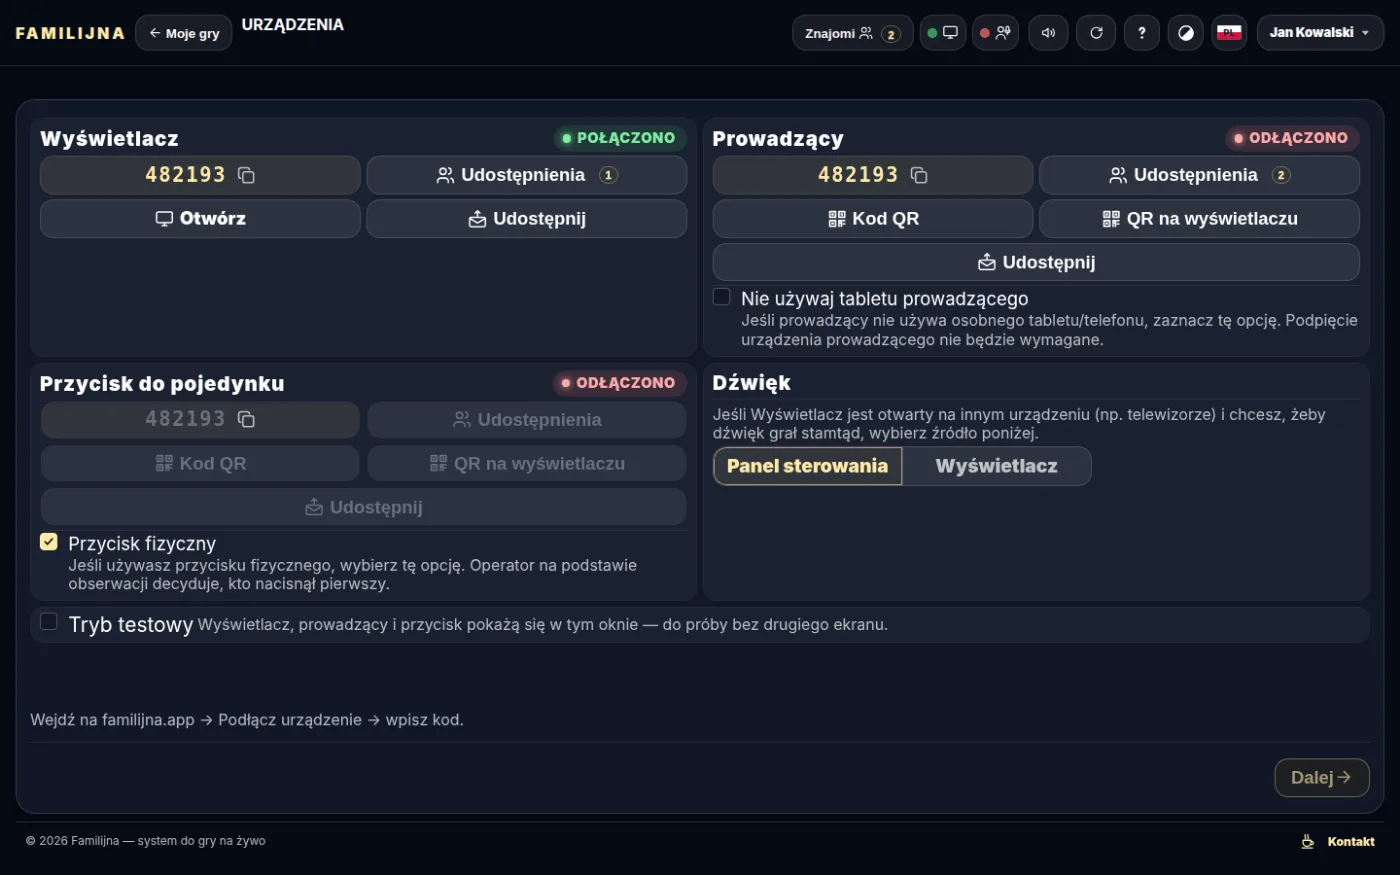 FAMILIJNA
← Moje gry
URZĄDZENIA
Znajomi 2
?
PL
Jan Kowalski
Wyświetlacz
POŁĄCZONO
482193
Udostępnienia 1
Otwórz
Udostępnij
Prowadzący
ODŁĄCZONO
482193
Udostępnienia 2
Kod QR
QR na wyświetlaczu
Udostępnij
Nie używaj tabletu prowadzącego
Jeśli prowadzący nie używa osobnego tabletu/telefonu, zaznacz tę opcję. Podpięcie
urządzenia prowadzącego nie będzie wymagane.
Przycisk do pojedynku
ODŁĄCZONO
482193
Udostępnienia
Kod QR
QR na wyświetlaczu
Udostępnij
Przycisk fizyczny
Jeśli używasz przycisku fizycznego, wybierz tę opcję. Operator na podstawie
obserwacji decyduje, kto nacisnął pierwszy.
Dźwięk
Jeśli Wyświetlacz jest otwarty na innym urządzeniu (np. telewizorze) i chcesz, żeby
dźwięk grał stamtąd, wybierz źródło poniżej.
Panel sterowania
Wyświetlacz
Tryb testowy Wyświetlacz, prowadzący i przycisk pokażą się w tym oknie — do próby bez drugiego ekranu.
Wejdź na familijna.app → Podłącz urządzenie → wpisz kod.
Dalej →
© 2026 Familijna — system do gry na żywo
Kontakt